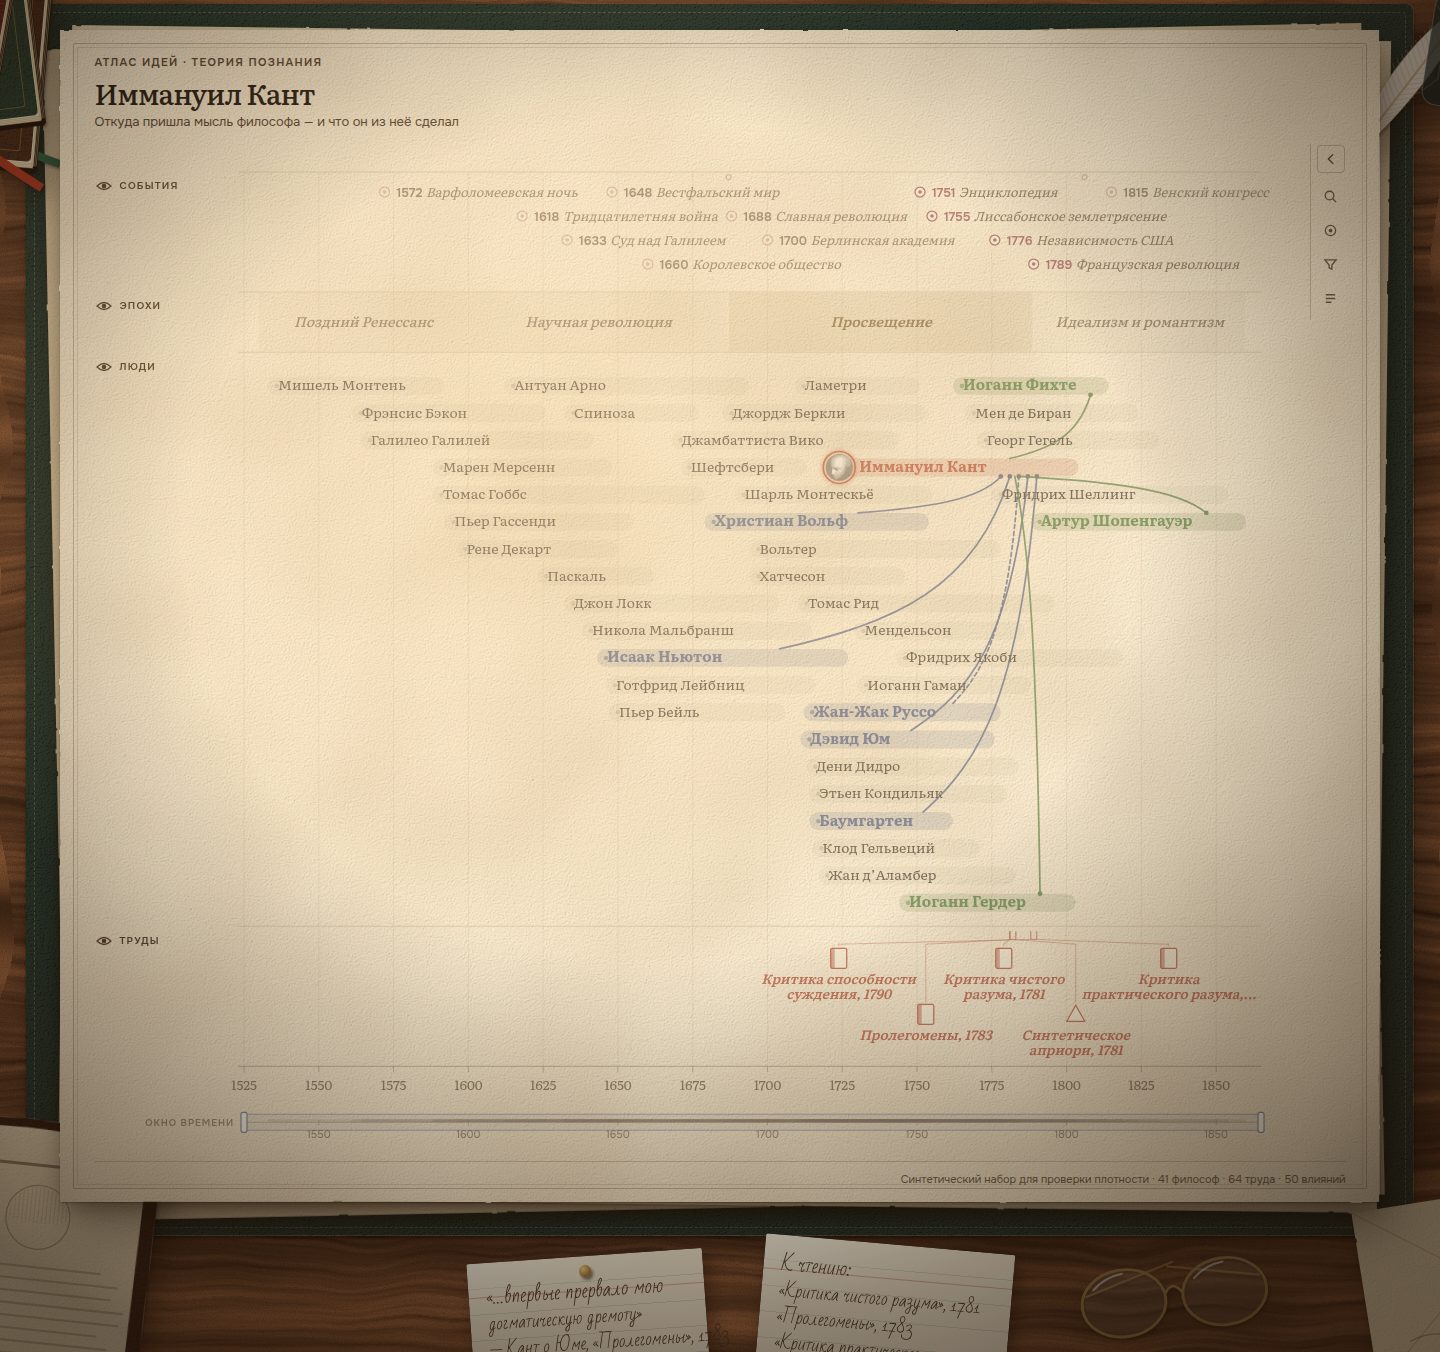 АТЛАС ИДЕЙ · ТЕОРИЯ ПОЗНАНИЯ
Иммануил Кант
Откуда пришла мысль философа — и что он из неё сделал
СОБЫТИЯ
1572 Варфоломеевская ночь
1648 Вестфальский мир
1751 Энциклопедия
1815 Венский конгресс
1618 Тридцатилетняя война
1688 Славная революция
1755 Лиссабонское землетрясение
1633 Суд над Галилеем
1700 Берлинская академия
1776 Независимость США
1660 Королевское общество
1789 Французская революция
ЭПОХИ
Поздний Ренессанс
Научная революция
Просвещение
Идеализм и романтизм
ЛЮДИ
Мишель Монтень
Антуан Арно
Ламетри
Иоганн Фихте
Фрэнсис Бэкон
Спиноза
Джордж Беркли
Мен де Биран
Галилео Галилей
Джамбаттиста Вико
Георг Гегель
Марен Мерсенн
Шефтсбери
Иммануил Кант
Томас Гоббс
Шарль Монтескьё
Фридрих Шеллинг
Пьер Гассенди
Христиан Вольф
Артур Шопенгауэр
Рене Декарт
Вольтер
Паскаль
Хатчесон
Джон Локк
Томас Рид
Никола Мальбранш
Мендельсон
Исаак Ньютон
Фридрих Якоби
Готфрид Лейбниц
Иоганн Гаман
Пьер Бейль
Жан-Жак Руссо
Дэвид Юм
Дени Дидро
Этьен Кондильяк
Баумгартен
Клод Гельвеций
Жан д’Аламбер
Иоганн Гердер
ТРУДЫ
Критика способности
суждения, 1790
Критика чистого
разума, 1781
Критика
практического разума,...
Пролегомены, 1783
Синтетическое
априори, 1781
1525 1550 1575 1600 1625 1650 1675 1700 1725 1750 1775 1800 1825 1850
ОКНО ВРЕМЕНИ
1550 1600 1650 1700 1750 1800 1850
Синтетический набор для проверки плотности · 41 философ · 64 труда · 50 влияний
«...впервые прервало мою
догматическую дремоту»
— Кант о Юме, «Пролегомены», 1783
К чтению:
«Критика чистого разума», 1781
«Пролегомены», 1783
«Критика